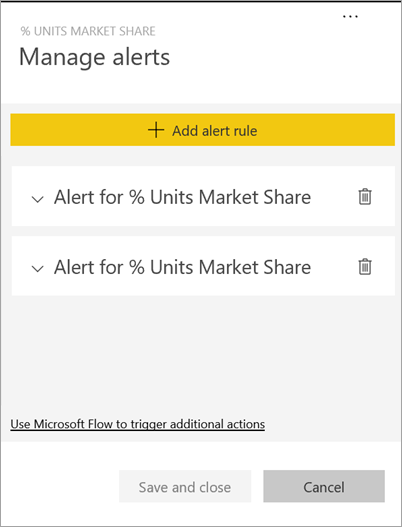 % UNITS MARKET SHARE
Manage alerts
Add alert rule
Alert for % Units Market Share
Alert for % Units Market Share
Use Microsoft Flow to trigger additional actions
Save and close
Cancel